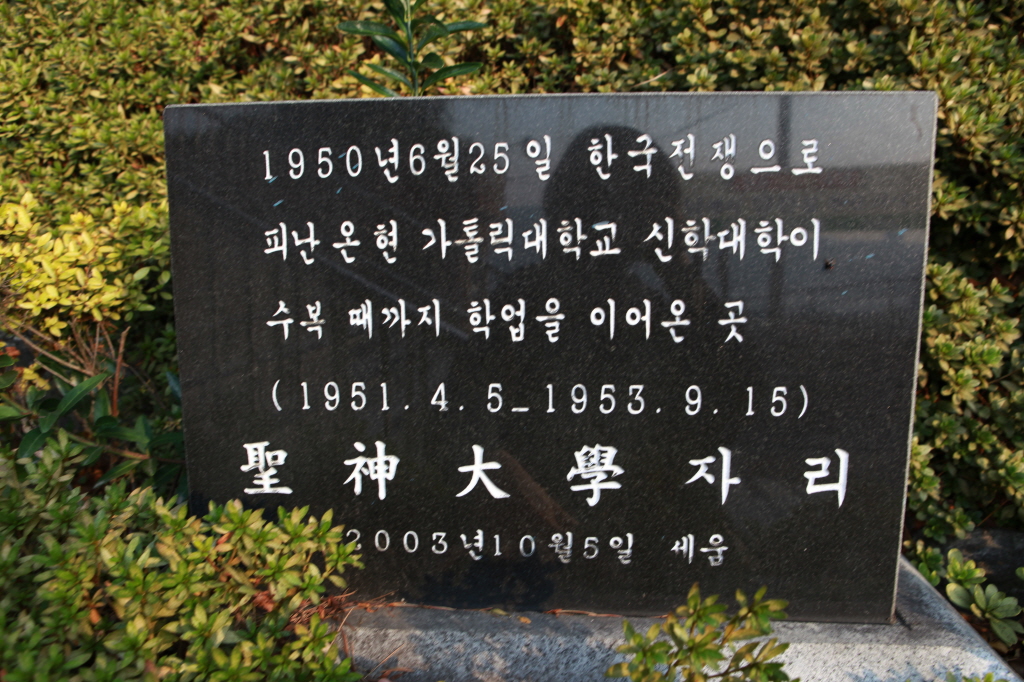 1950년6월25일 한국전쟁으로
피난온현 가톨릭대학교 신학대학이
수복 때까지 학업을 이어온 곳
(1951.4.5_1953.9.15)
聖神大學자리
2003년10월5일 세움